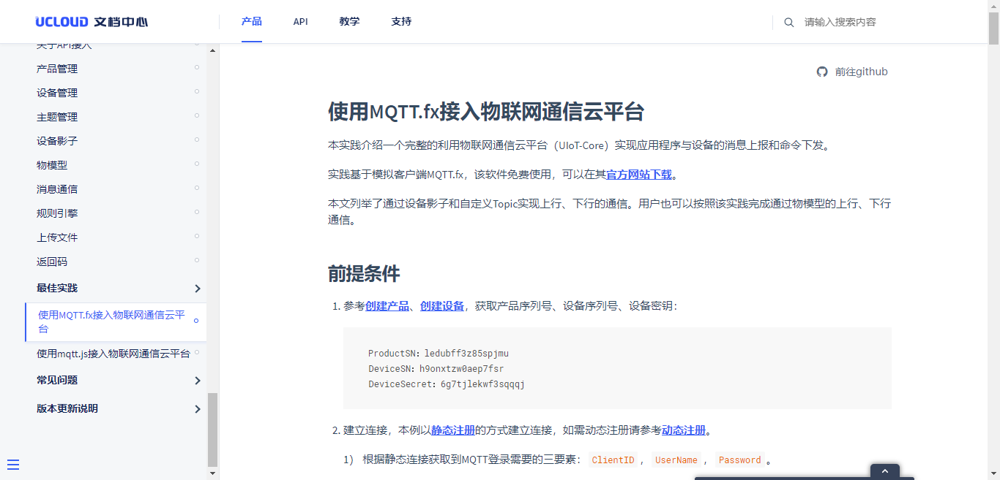 UCLOUD 文档中心
产品
API
教学
支持
请输入搜索内容
关于API接入
产品管理
设备管理
主题管理
设备影子
物模型
消息通信
规则引擎
上传文件
返回码
最佳实践
使用MQTT.fx接入物联网通信云平
台
使用mqtt.js接入物联网通信云平台
常见问题
版本更新说明
前往github
使用MQTT.fx接入物联网通信云平台
本实践介绍一个完整的利用物联网通信云平台（UIoT-Core）实现应用程序与设备的消息上报和命令下发。
实践基于模拟客户端MQTT.fx，该软件免费使用，可以在其官方网站下载。
本文列举了通过设备影子和自定义Topic实现上行、下行的通信。用户也可以按照该实践完成通过物模型的上行、下行
通信。
前提条件
1. 参考创建产品、创建设备，获取产品序列号、设备序列号、设备密钥：
ProductSN：ledubff3z85spjmu
DeviceSN：h9onxtzw0aep7fsr
DeviceSecret：6g7tjlekwf3sqqqj
2. 建立连接，本例以静态注册的方式建立连接，如需动态注册请参考动态注册。
1） 根据静态连接获取到MQTT登录需要的三要素： ClientID ， UserName ， Password 。